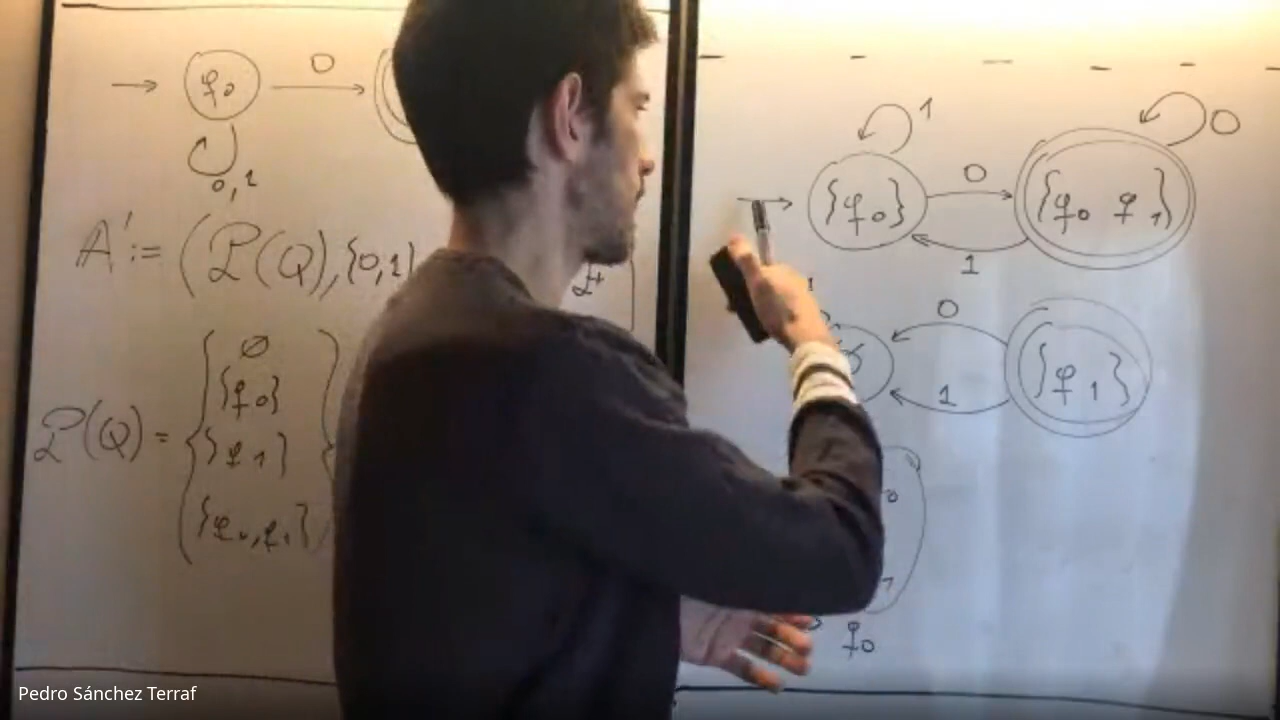 q₀ 0
0,1
A' := (P(Q), {0,1}
P(Q) = { ∅
{q₀}
{q₁}
{q₀,q₁} }
1 0
{q₀} 0 {q₀ q₁}
1
0
{q₁}
1
q₀
Pedro Sánchez Terraf